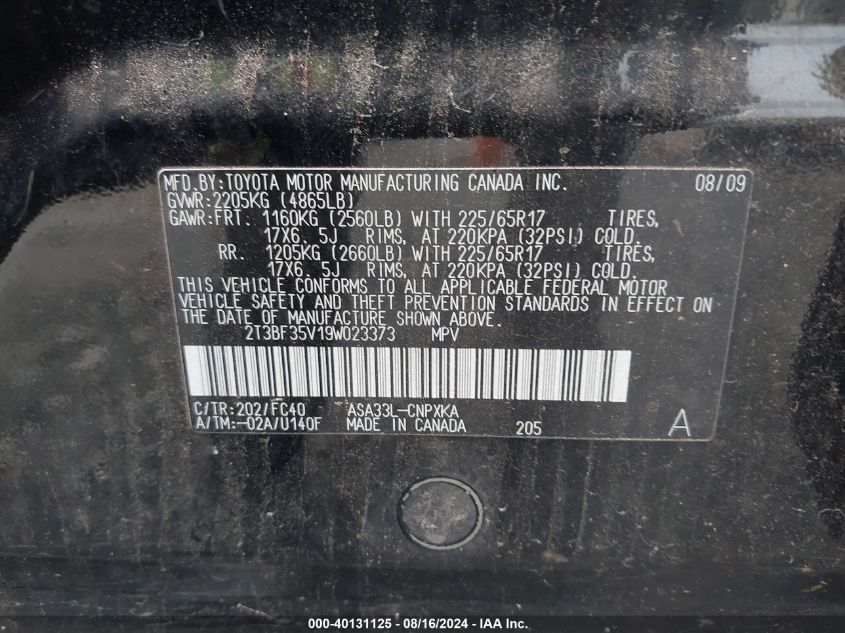 MFD.BY:TOYOTA MOTOR MANUFACTURING CANADA INC. 08/09
GVWR:2205KG (4865LB)
GAWR:FRT. 1160KG (2560LB) WITH 225/65R17 TIRES,
17X6. 5J RIMS, AT 220KPA (32PSI) COLD.
RR. 1205KG (2660LB) WITH 225/65R17 TIRES,
17X6. 5J RIMS, AT 220KPA (32PSI) COLD.
THIS VEHICLE CONFORMS TO ALL APPLICABLE FEDERAL MOTOR
VEHICLE SAFETY AND THEFT PREVENTION STANDARDS IN EFFECT ON
THE DATE OF MANUFACTURE SHOWN ABOVE.
2T3BF35V19W023373 MPV
C/TR:202/FC40 ASA33L-CNPXKA
A/TM:-02A/U140F MADE IN CANADA 205 A
000-40131125 - 08/16/2024 - IAA Inc.